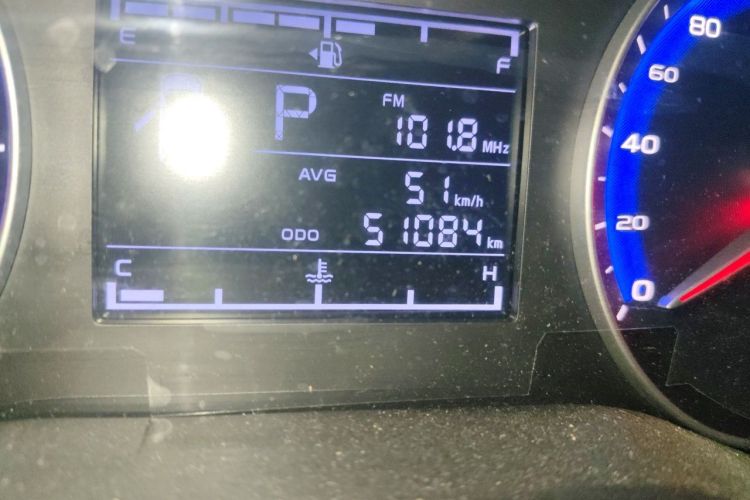 E F
P FM
101.8 MHz
AVG 51 km/h
ODO 51084 km
C H
80
60
40
20
0